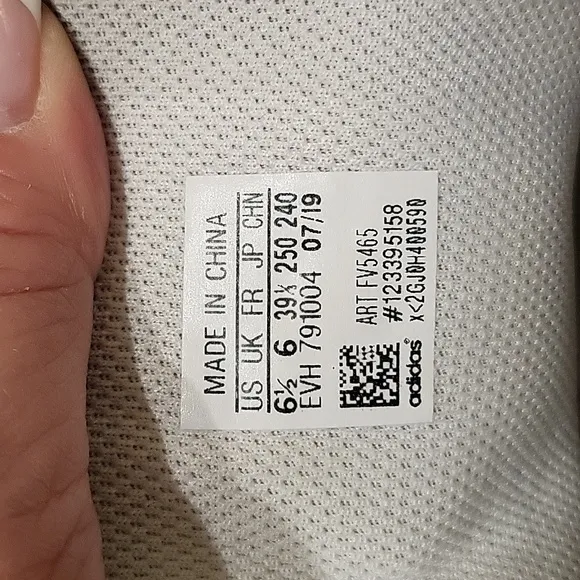 MADE IN CHINA
US UK FR JP CHN
6½ 6 39⅓ 250 240
EVH 791004 07/19
ART FV5465
#123395158
x<2GJ0H400590
adidas